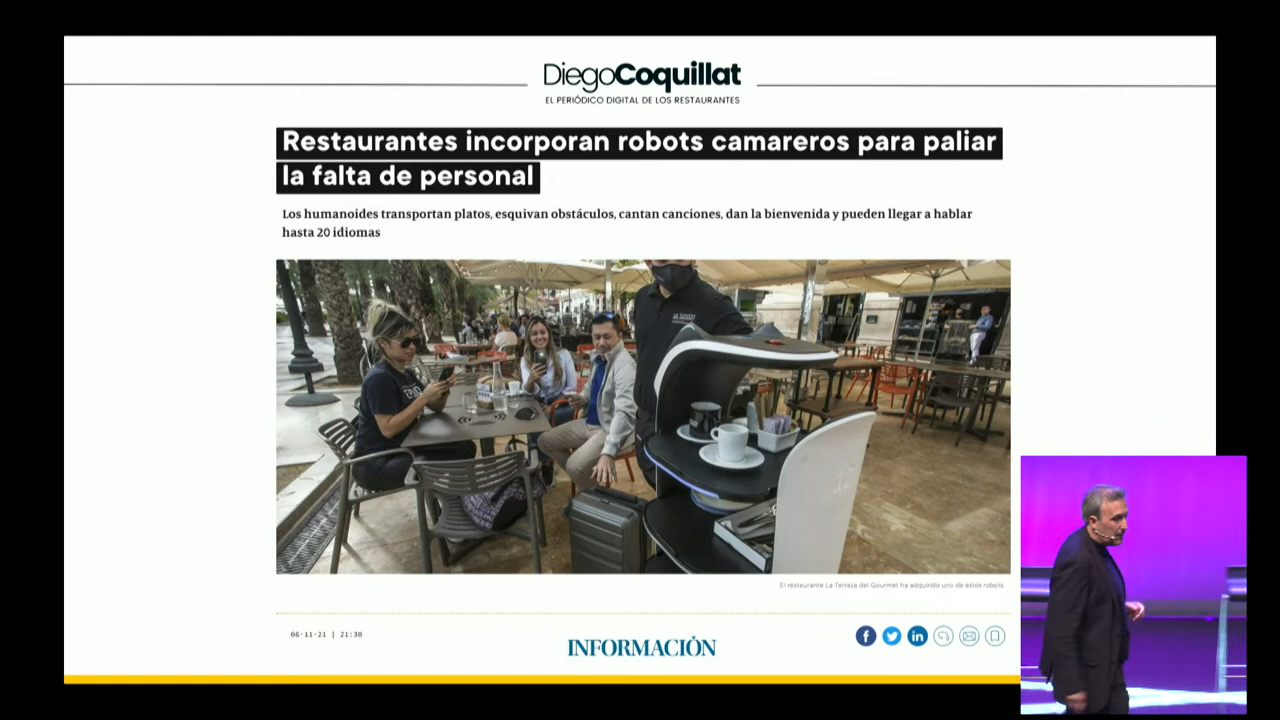 DiegoCoquillat
EL PERIÓDICO DIGITAL DE LOS RESTAURANTES
Restaurantes incorporan robots camareros para paliar
la falta de personal
Los humanoides transportan platos, esquivan obstáculos, cantan canciones, dan la bienvenida y pueden llegar a hablar
hasta 20 idiomas
El restaurante La Terraza del Gourmet ha adquirido uno de estos robots
06·11·21 | 21:30
INFORMACIÓN